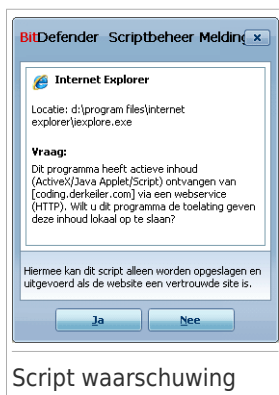 BitDefender Scriptbeheer Melding
Internet Explorer
Locatie: d:\program files\internet
explorer\iexplore.exe
Vraag:
Dit programma heeft actieve inhoud
(ActiveX/Java Applet/Script) ontvangen van
[coding.derkeiler.com] via een webservice
(HTTP). Wilt u dit programma de toelating geven
deze inhoud lokaal op te slaan?
Hiermee kan dit script alleen worden opgeslagen en
uitgevoerd als de website een vertrouwde site is.
Ja
Nee
Script waarschuwing